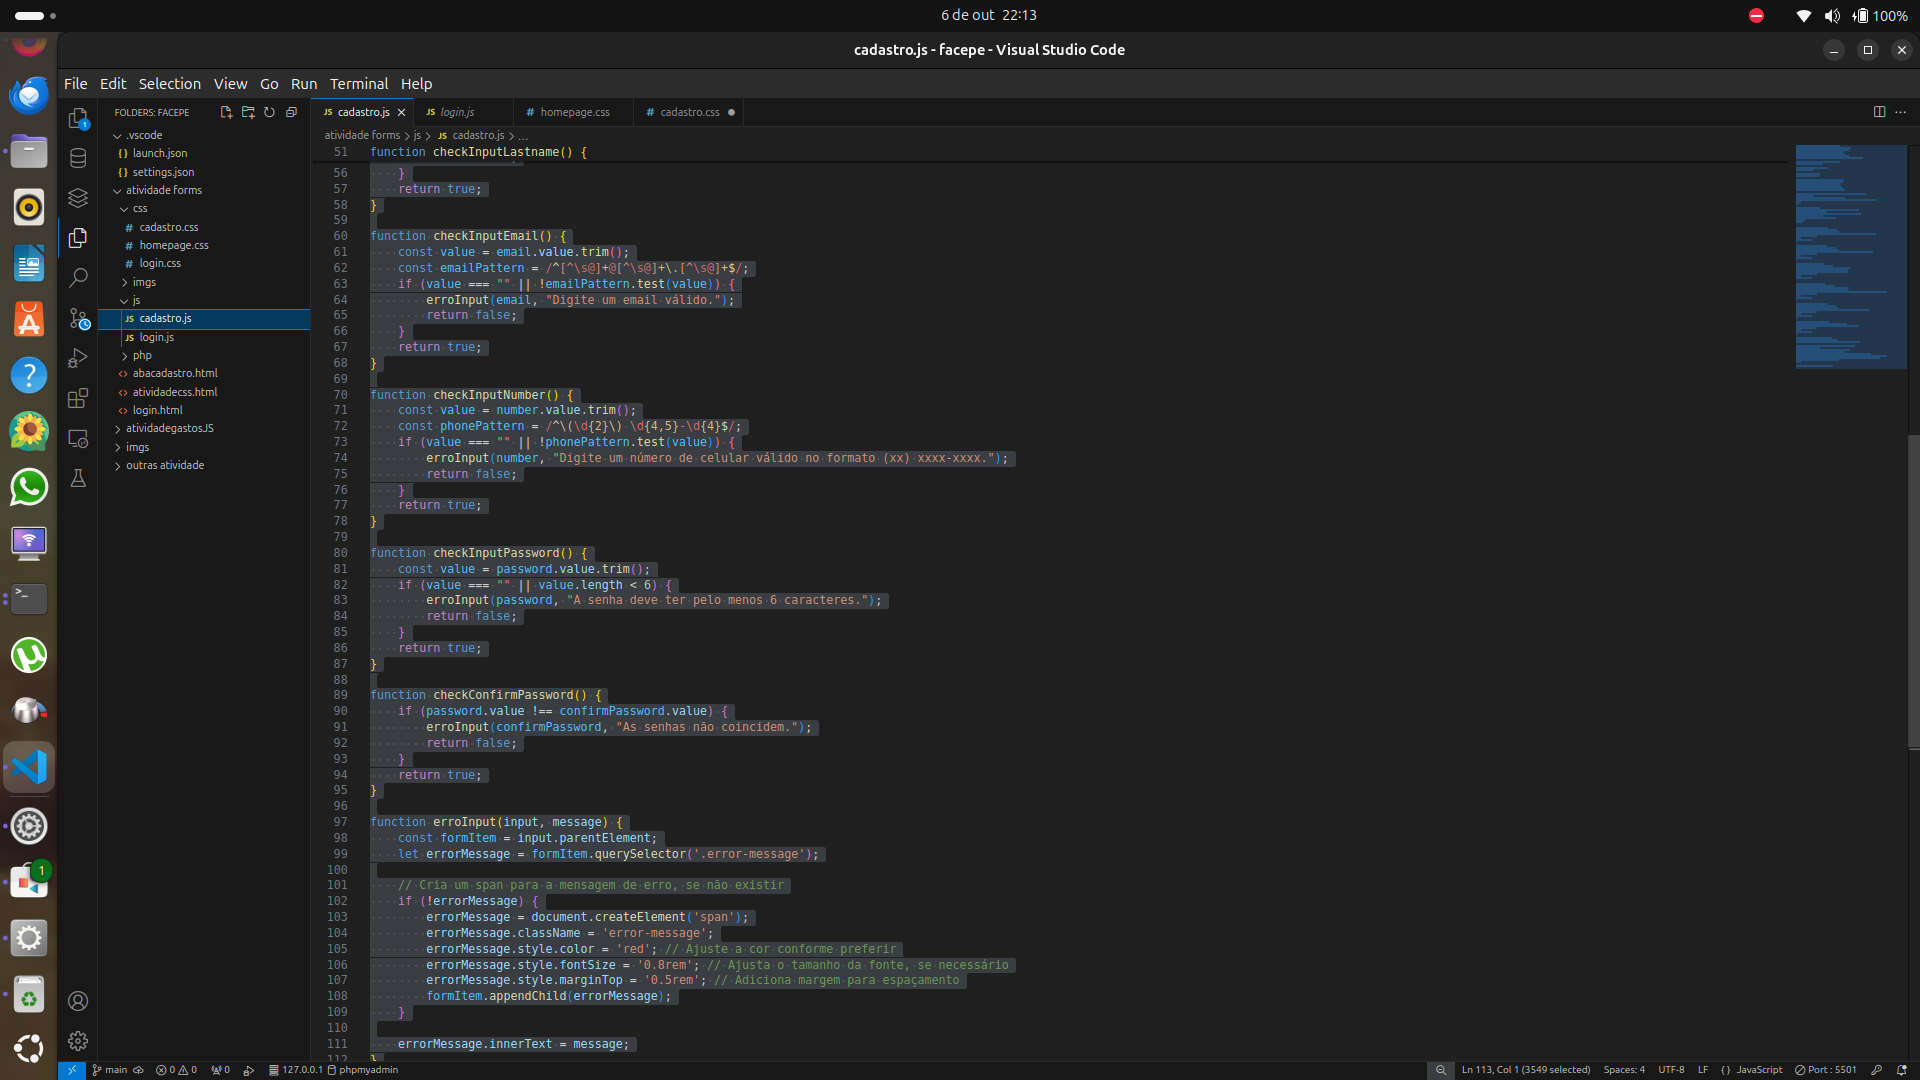 6 de out 22:13
100%
cadastro.js - facepe - Visual Studio Code
File Edit Selection View Go Run Terminal Help
FOLDERS: FACEPE
.vscode
launch.json
settings.json
atividade forms
css
cadastro.css
homepage.css
login.css
imgs
js
cadastro.js
login.js
php
abacadastro.html
atividadecss.html
login.html
atividadegastosJS
imgs
outras atividade
cadastro.js login.js homepage.css cadastro.css
atividade forms > js > JS cadastro.js > ...
51 function checkInputLastname() {
56 }
57 return true;
58 }
59
60 function checkInputEmail() {
61 const value = email.value.trim();
62 const emailPattern = /^[^\s@]+@[^\s@]+\.[^\s@]+$/;
63 if (value === "" || !emailPattern.test(value)) {
64 erroInput(email, "Digite um email válido.");
65 return false;
66 }
67 return true;
68 }
69
70 function checkInputNumber() {
71 const value = number.value.trim();
72 const phonePattern = /^\(\d{2}\) \d{4,5}-\d{4}$/;
73 if (value === "" || !phonePattern.test(value)) {
74 erroInput(number, "Digite um número de celular válido no formato (xx) xxxx-xxxx.");
75 return false;
76 }
77 return true;
78 }
79
80 function checkInputPassword() {
81 const value = password.value.trim();
82 if (value === "" || value.length < 6) {
83 erroInput(password, "A senha deve ter pelo menos 6 caracteres.");
84 return false;
85 }
86 return true;
87 }
88
89 function checkConfirmPassword() {
90 if (password.value !== confirmPassword.value) {
91 erroInput(confirmPassword, "As senhas não coincidem.");
92 return false;
93 }
94 return true;
95 }
96
97 function erroInput(input, message) {
98 const formItem = input.parentElement;
99 let errorMessage = formItem.querySelector('.error-message');
100
101 // Cria um span para a mensagem de erro, se não existir
102 if (!errorMessage) {
103 errorMessage = document.createElement('span');
104 errorMessage.className = 'error-message';
105 errorMessage.style.color = 'red'; // Ajuste a cor conforme preferir
106 errorMessage.style.fontSize = '0.8rem'; // Ajusta o tamanho da fonte, se necessário
107 errorMessage.style.marginTop = '0.5rem'; // Adiciona margem para espaçamento
108 formItem.appendChild(errorMessage);
109 }
110
111 errorMessage.innerText = message;
112 }
main 0 0 0 127.0.0.1 phpmyadmin Ln 113, Col 1 (3549 selected) Spaces: 4 UTF-8 LF {} JavaScript Port : 5501